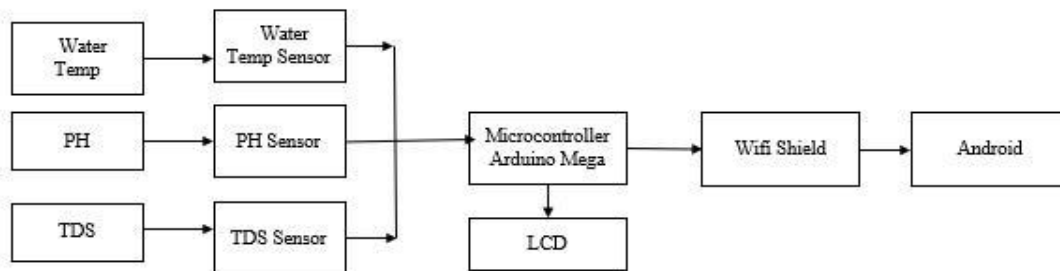 Water
Temp
Water
Temp Sensor
PH
PH Sensor
Microcontroller
Arduino Mega
Wifi Shield
Android
TDS
TDS Sensor
LCD